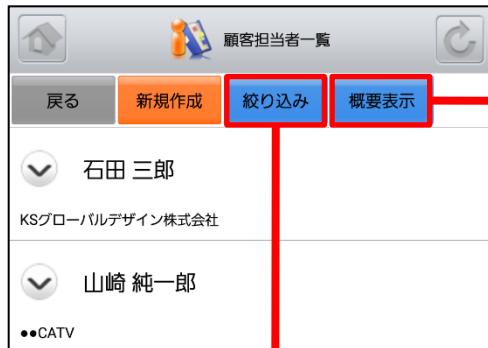 顧客担当者一覧
戻る 新規作成 絞り込み 概要表示
石田 三郎
KSグローバルデザイン株式会社
山崎 純一郎
●●CATV